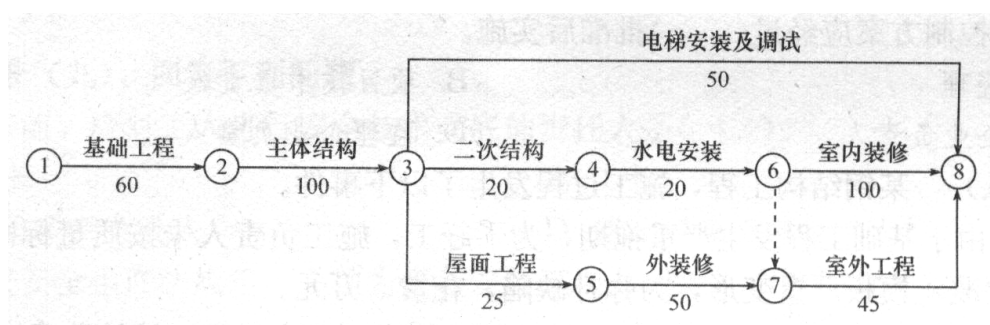 电梯安装及调试
50
① 基础工程 ② 主体结构 ③ 二次结构 ④ 水电安装 ⑥ 室内装修 ⑧
60 100 20 20 100
屋面工程 ⑤ 外装修 ⑦ 室外工程
25 50 45